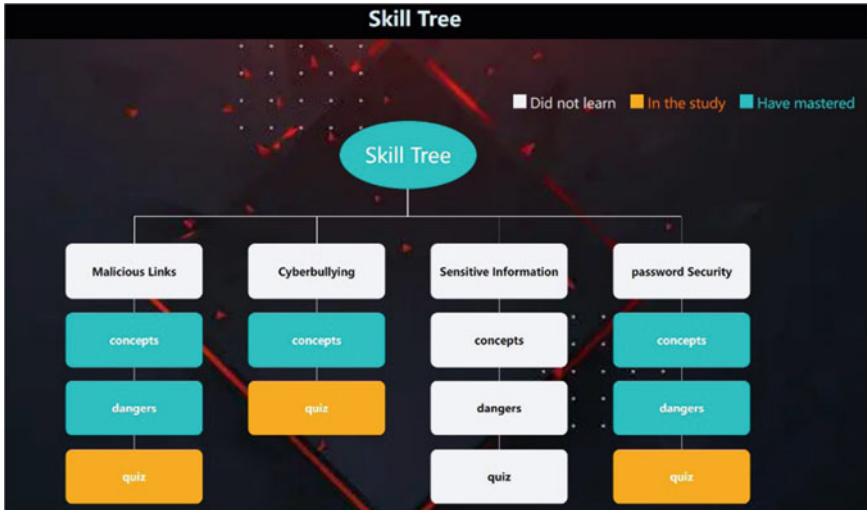 Skill Tree
Did not learn In the study Have mastered
Skill Tree
Malicious Links Cyberbullying Sensitive Information password Security
concepts concepts concepts concepts
dangers quiz dangers dangers
quiz quiz quiz